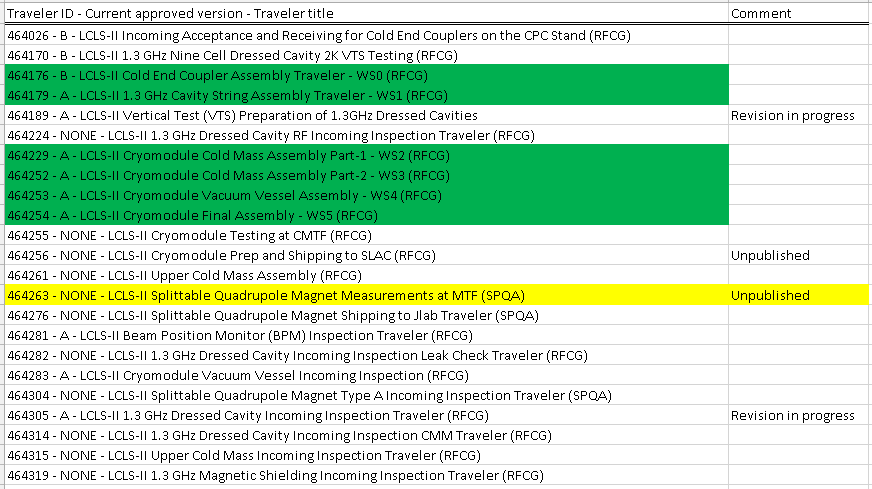 Traveler ID - Current approved version - Traveler title Comment
464026 - B - LCLS-II Incoming Acceptance and Receiving for Cold End Couplers on the CPC Stand (RFCG)
464170 - B - LCLS-II 1.3 GHz Nine Cell Dressed Cavity 2K VTS Testing (RFCG)
464176 - B - LCLS-II Cold End Coupler Assembly Traveler - WS0 (RFCG)
464179 - A - LCLS-II 1.3 GHz Cavity String Assembly Traveler - WS1 (RFCG)
464189 - A - LCLS-II Vertical Test (VTS) Preparation of 1.3GHz Dressed Cavities Revision in progress
464224 - NONE - LCLS-II 1.3 GHz Dressed Cavity RF Incoming Inspection Traveler (RFCG)
464229 - A - LCLS-II Cryomodule Cold Mass Assembly Part-1 - WS2 (RFCG)
464252 - A - LCLS-II Cryomodule Cold Mass Assembly Part-2 - WS3 (RFCG)
464253 - A - LCLS-II Cryomodule Vacuum Vessel Assembly - WS4 (RFCG)
464254 - A - LCLS-II Cryomodule Final Assembly - WS5 (RFCG)
464255 - NONE - LCLS-II Cryomodule Testing at CMTF (RFCG)
464256 - NONE - LCLS-II Cryomodule Prep and Shipping to SLAC (RFCG) Unpublished
464261 - NONE - LCLS-II Upper Cold Mass Assembly (RFCG)
464263 - NONE - LCLS-II Splittable Quadrupole Magnet Measurements at MTF (SPQA) Unpublished
464276 - NONE - LCLS-II Splittable Quadrupole Magnet Shipping to Jlab Traveler (SPQA)
464281 - A - LCLS-II Beam Position Monitor (BPM) Inspection Traveler (RFCG)
464282 - NONE - LCLS-II 1.3 GHz Dressed Cavity Incoming Inspection Leak Check Traveler (RFCG)
464283 - A - LCLS-II Cryomodule Vacuum Vessel Incoming Inspection (RFCG)
464304 - NONE - LCLS-II Splittable Quadrupole Magnet Type A Incoming Inspection Traveler (SPQA)
464305 - A - LCLS-II 1.3 GHz Dressed Cavity Incoming Inspection Traveler (RFCG) Revision in progress
464314 - NONE - LCLS-II 1.3 GHz Dressed Cavity Incoming Inspection CMM Traveler (RFCG)
464315 - NONE - LCLS-II Upper Cold Mass Incoming Inspection Traveler (RFCG)
464319 - NONE - LCLS-II 1.3 GHz Magnetic Shielding Incoming Inspection Traveler (RFCG)